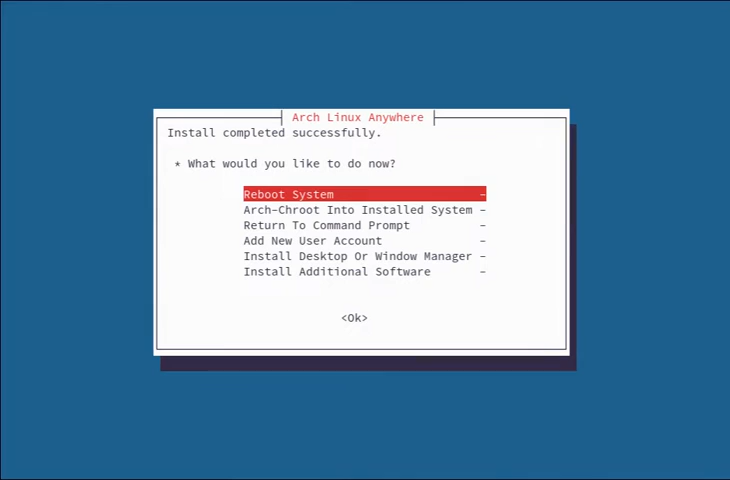 Arch Linux Anywhere
Install completed successfully.
* What would you like to do now?
Reboot System –
Arch-Chroot Into Installed System –
Return To Command Prompt –
Add New User Account –
Install Desktop Or Window Manager –
Install Additional Software –
<Ok>